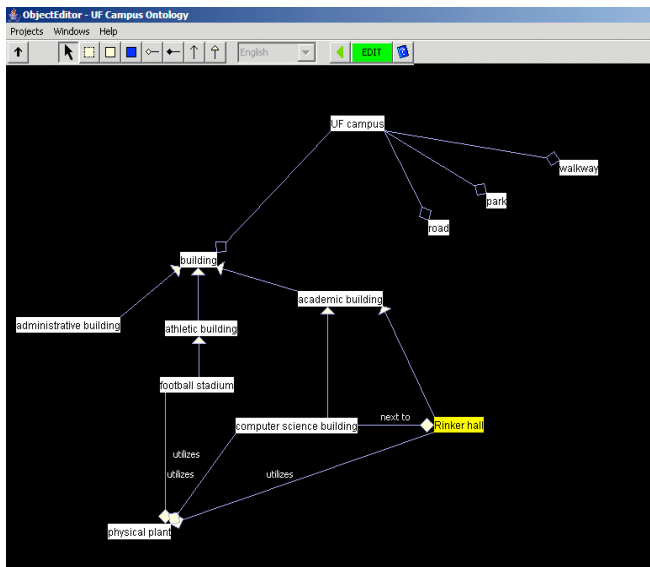 ObjectEditor - UF Campus Ontology
Projects Windows Help
English EDIT
UF campus
walkway
park
road
building
academic building
administrative building
athletic building
football stadium
computer science building
next to
Rinker hall
utilizes
utilizes
utilizes
physical plant